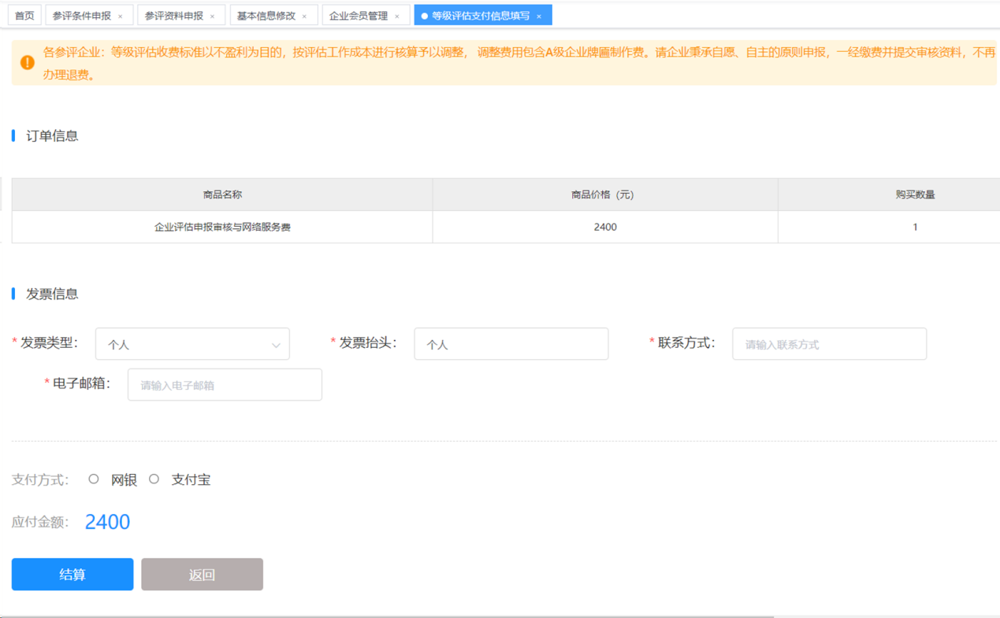 首页 参评条件申报 × 参评资料申报 × 基本信息修改 × 企业会员管理 × 等级评估支付信息填写 ×
各参评企业：等级评估收费标准以不盈利为目的，按评估工作成本进行核算予以调整， 调整费用包含A级企业牌匾制作费。请企业秉承自愿、自主的原则申报，一经缴费并提交审核资料，不再
办理退费。
订单信息
商品名称 商品价格（元） 购买数量
企业评估申报审核与网络服务费 2400 1
发票信息
* 发票类型： 个人 * 发票抬头： 个人 * 联系方式： 请输入联系方式
* 电子邮箱： 请输入电子邮箱
支付方式： 网银 支付宝
应付金额： 2400
结算 返回